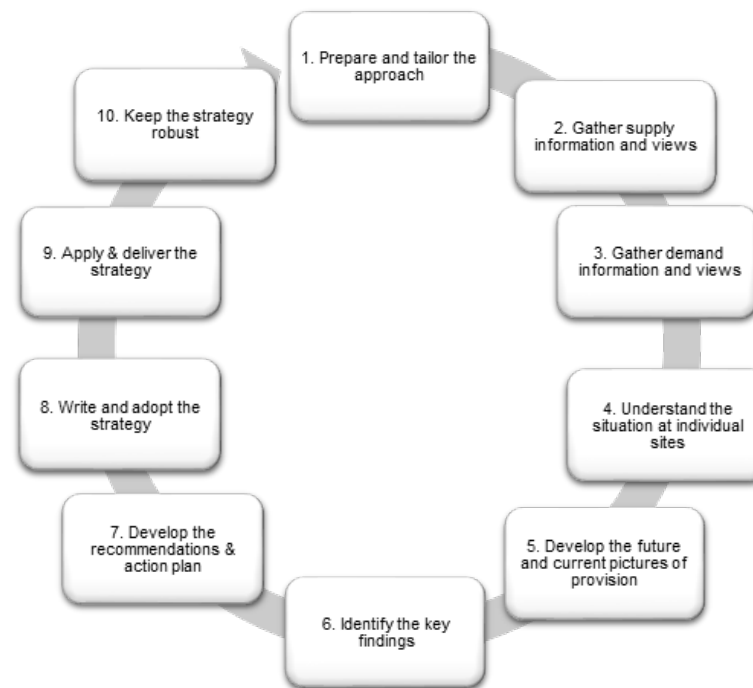 1. Prepare and tailor the
approach
2. Gather supply
information and views
3. Gather demand
information and views
4. Understand the
situation at individual
sites
5. Develop the future
and current pictures of
provision
6. Identify the key
findings
7. Develop the
recommendations &
action plan
8. Write and adopt the
strategy
9. Apply & deliver the
strategy
10. Keep the strategy
robust